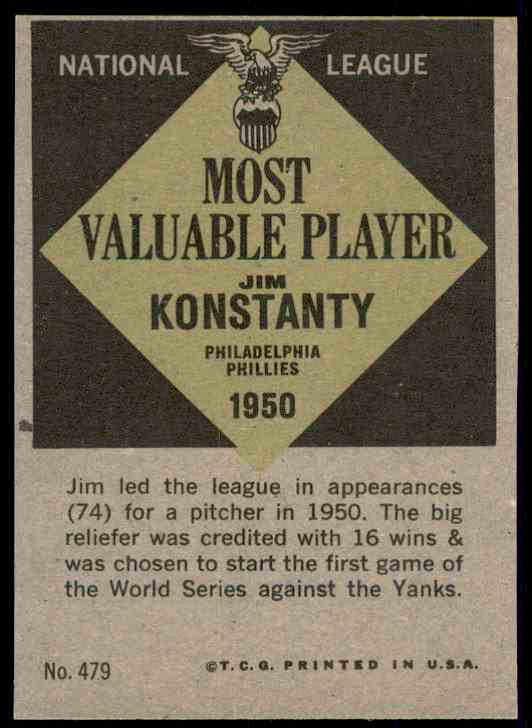 NATIONAL LEAGUE
MOST
VALUABLE PLAYER
JIM
KONSTANTY
PHILADELPHIA
PHILLIES
1950
Jim led the league in appearances
(74) for a pitcher in 1950. The big
reliefer was credited with 16 wins &
was chosen to start the first game of
the World Series against the Yanks.
No. 479 ©T.C.G. PRINTED IN U.S.A.